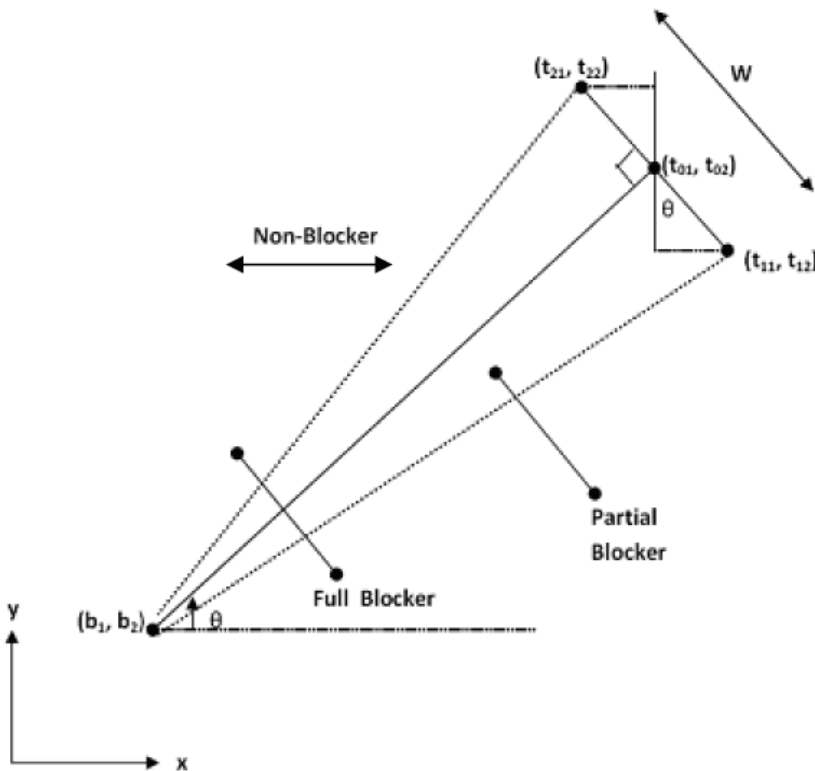 (t₂₁, t₂₂)
W
(t₀₁, t₀₂)
θ
Non-Blocker
(t₁₁, t₁₂)
Partial
Blocker
Full Blocker
y
(b₁, b₂)
θ
x